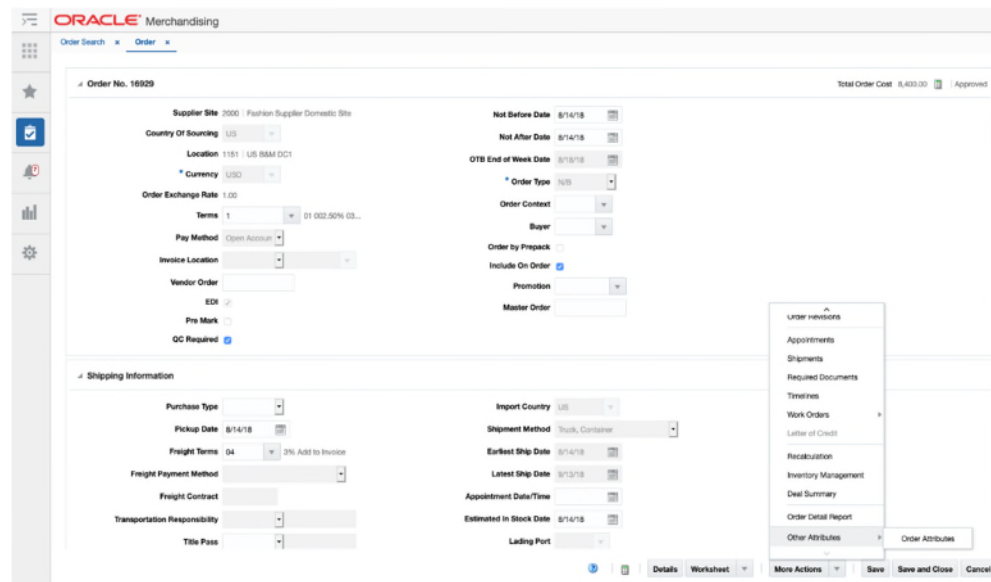 ORACLE Merchandising
Order Search × Order ×
Order No. 16929
Total Order Cost 8,400.00 Approved
Supplier Site 2000 Fashion Supplier Domestic Site
Country Of Sourcing US
Location 1151 US B&M DC1
* Currency USD
Order Exchange Rate 1.00
Terms 1 01 002.50% 03...
Pay Method Open Accoun
Invoice Location
Vendor Order
EDI
Pre Mark
QC Required
Not Before Date 8/14/18
Not After Date 8/14/18
OTB End of Week Date 8/18/18
* Order Type N/B
Order Context
Buyer
Order by Prepack
Include On Order
Promotion
Master Order
Shipping Information
Purchase Type
Pickup Date 8/14/18
Freight Terms 04 3% Add to Invoice
Freight Payment Method
Freight Contract
Transportation Responsibility
Title Pass
Import Country US
Shipment Method Truck, Container
Earliest Ship Date 8/14/18
Latest Ship Date 8/13/18
Appointment Date/Time
Estimated In Stock Date 8/14/18
Lading Port
Order Revisions
Appointments
Shipments
Required Documents
Timelines
Work Orders
Letter of Credit
Recalculation
Inventory Management
Deal Summary
Order Detail Report
Other Attributes
Order Attributes
Details Worksheet More Actions Save Save and Close Cancel